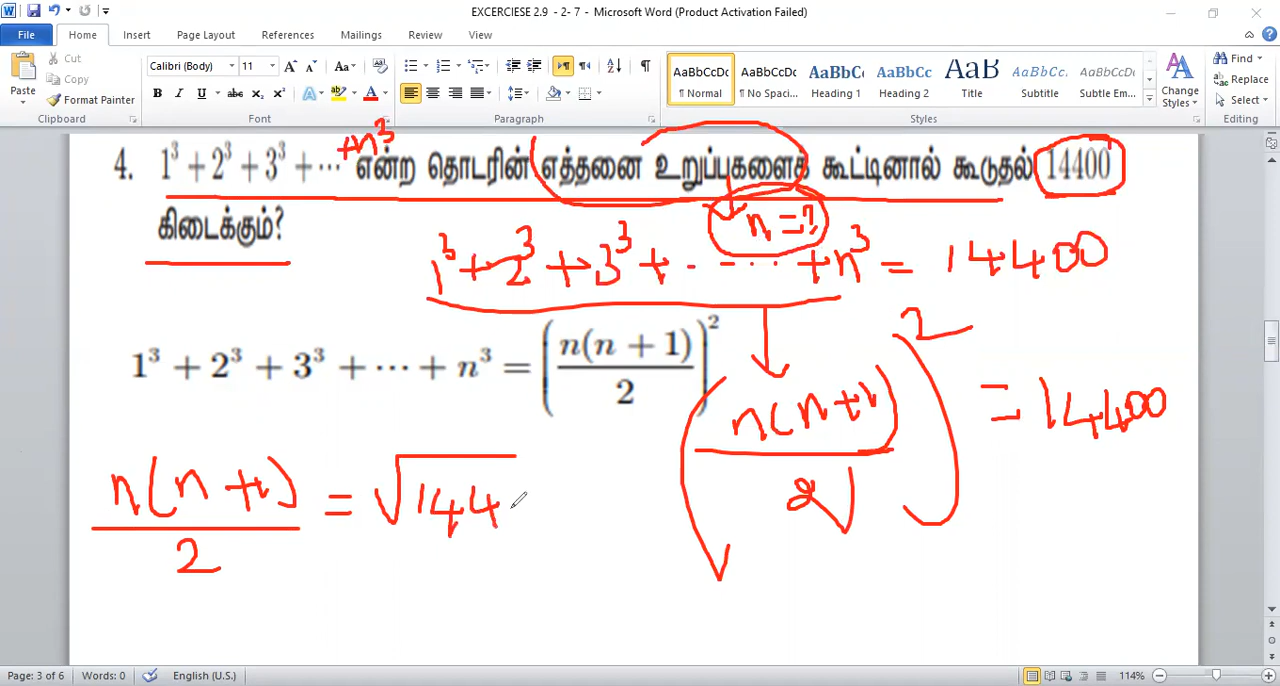 EXCERCIESE 2.9 - 2- 7 - Microsoft Word (Product Activation Failed)
File Home Insert Page Layout References Mailings Review View
Cut
Copy
Format Painter
Paste
Calibri (Body) 11
AaBbCcDc AaBbCcDc AaBbC AaBbCc AaB AaBbCc. AaBbCcDc
¶ Normal ¶ No Spaci... Heading 1 Heading 2 Title Subtitle Subtle Em...
Change Styles
Find
Replace
Select
Clipboard Font Paragraph Styles Editing
+n³
4. 1³ + 2³ + 3³ + ⋯ என்ற தொடரின் எத்தனை உறுப்புகளைக் கூட்டினால் கூடுதல் 14400
கிடைக்கும்?
n = ?
1³ + 2³ + 3³ + - - - - - + n³ = 14400
1³ + 2³ + 3³ + ⋯ + n³ = (n(n + 1)/2)²
(n(n+1)/2)² = 14400
n(n+1)/2 = √144
Page: 3 of 6 Words: 0 English (U.S.) 114%